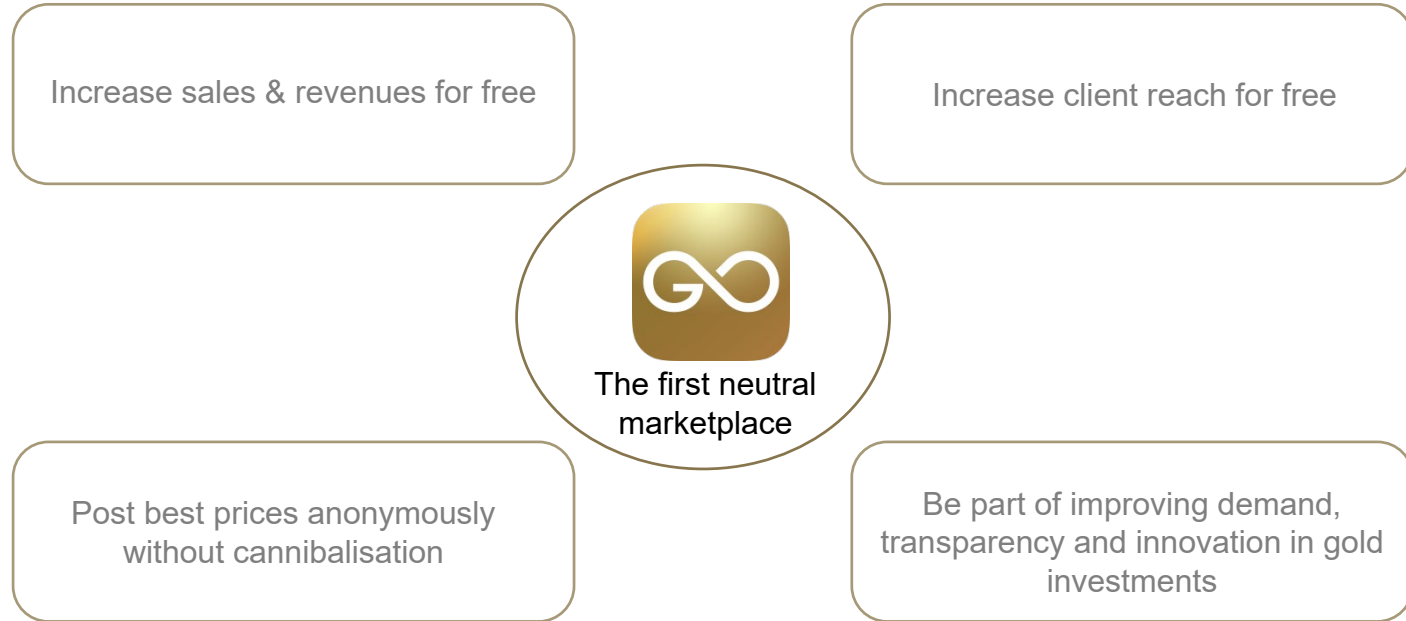 Increase sales & revenues for free
Increase client reach for free
GO
The first neutral
marketplace
Post best prices anonymously
without cannibalisation
Be part of improving demand,
transparency and innovation in gold
investments